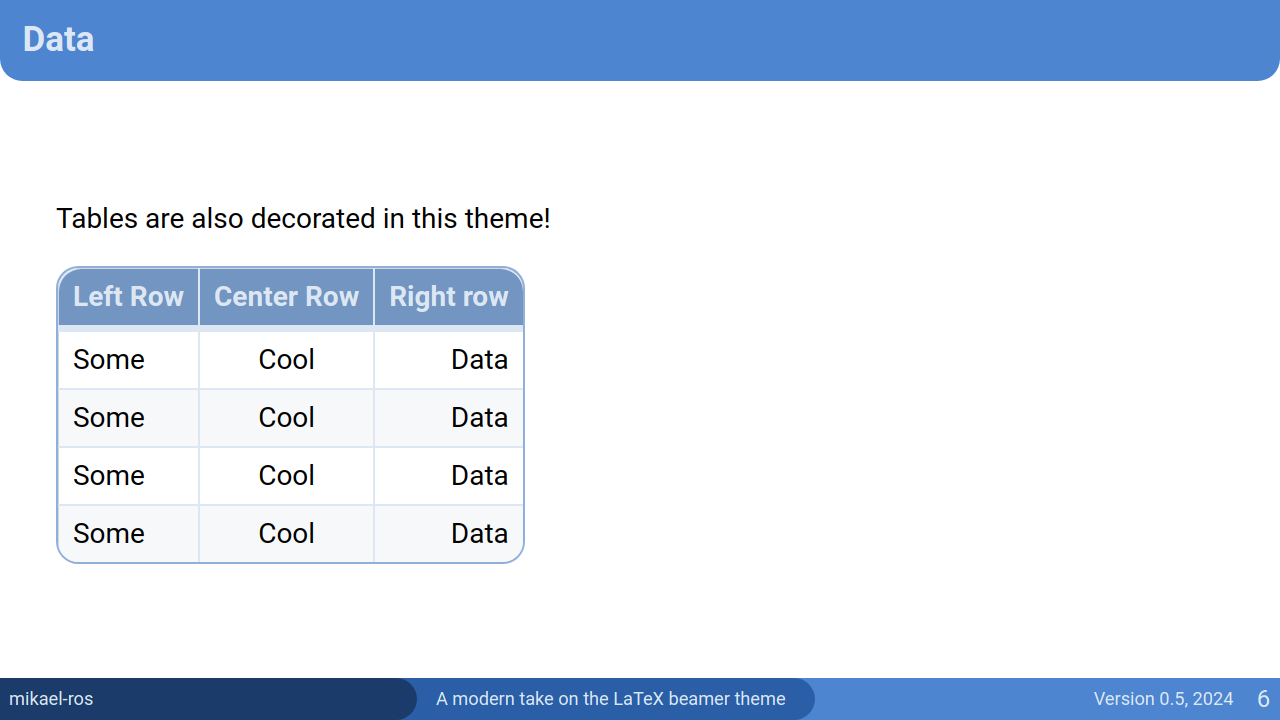 Data
Tables are also decorated in this theme!
Left Row Center Row Right row
Some Cool Data
Some Cool Data
Some Cool Data
Some Cool Data
mikael-ros A modern take on the LaTeX beamer theme Version 0.5, 2024 6